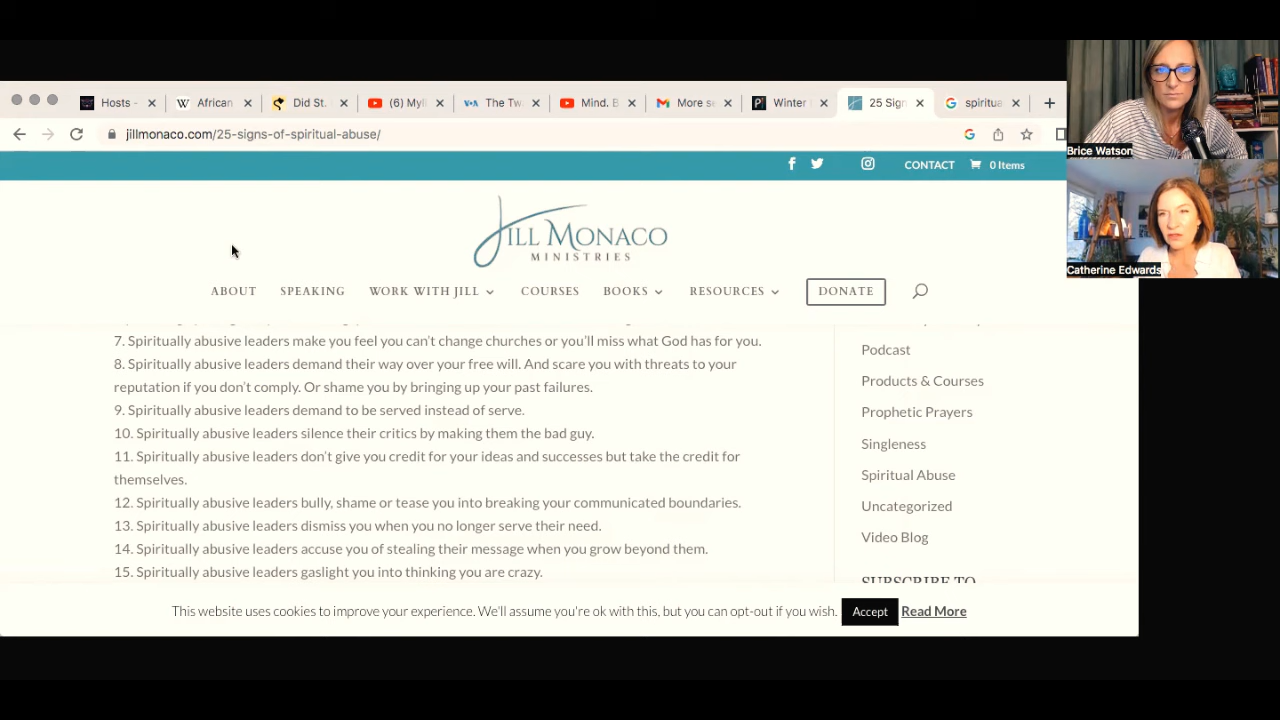 Hosts -
African
Did St.
(6) Myl
The Tw
Mind. B
More s
Winter
25 Sign
spiritua
jillmonaco.com/25-signs-of-spiritual-abuse/
Brice Watson
CONTACT
0 Items
JILL MONACO
MINISTRIES
Catherine Edwards
ABOUT SPEAKING WORK WITH JILL COURSES BOOKS RESOURCES DONATE
7. Spiritually abusive leaders make you feel you can't change churches or you'll miss what God has for you.
8. Spiritually abusive leaders demand their way over your free will. And scare you with threats to your
reputation if you don't comply. Or shame you by bringing up your past failures.
9. Spiritually abusive leaders demand to be served instead of serve.
10. Spiritually abusive leaders silence their critics by making them the bad guy.
11. Spiritually abusive leaders don't give you credit for your ideas and successes but take the credit for
themselves.
12. Spiritually abusive leaders bully, shame or tease you into breaking your communicated boundaries.
13. Spiritually abusive leaders dismiss you when you no longer serve their need.
14. Spiritually abusive leaders accuse you of stealing their message when you grow beyond them.
15. Spiritually abusive leaders gaslight you into thinking you are crazy.
Podcast
Products & Courses
Prophetic Prayers
Singleness
Spiritual Abuse
Uncategorized
Video Blog
SUBSCRIBE TO
This website uses cookies to improve your experience. We'll assume you're ok with this, but you can opt-out if you wish. Accept Read More